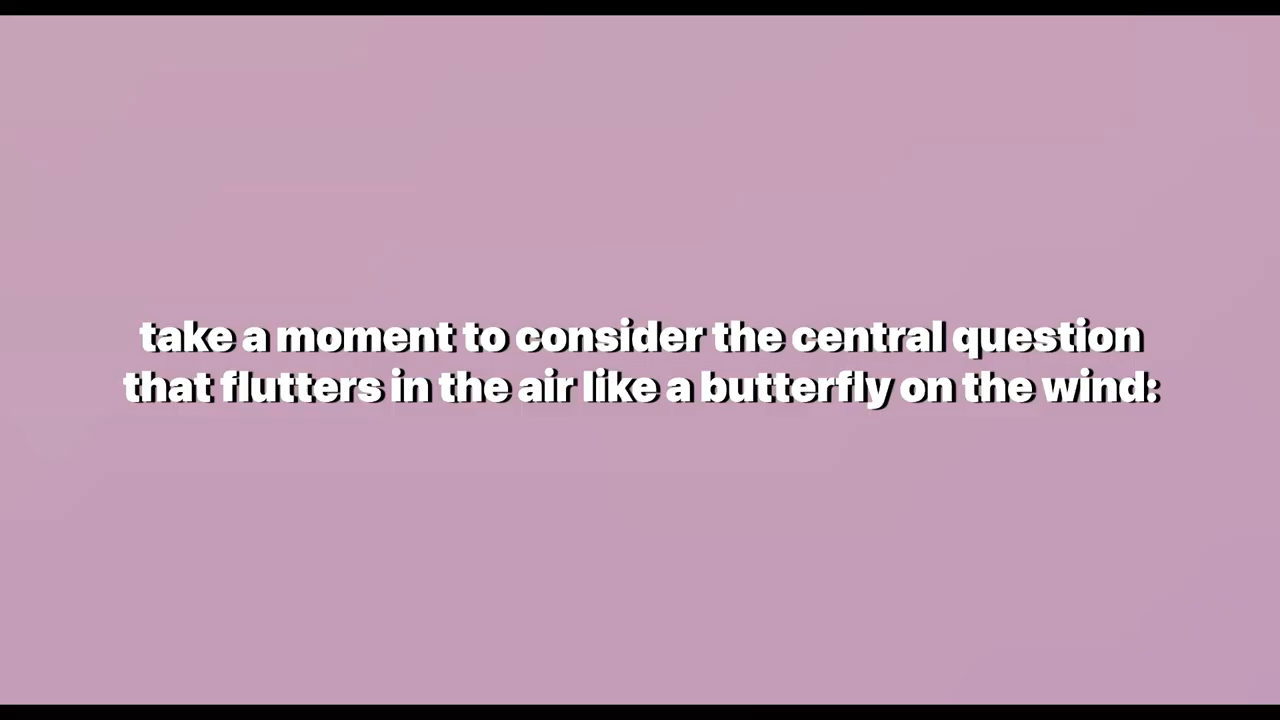 take a moment to consider the central question
that flutters in the air like a butterfly on the wind: